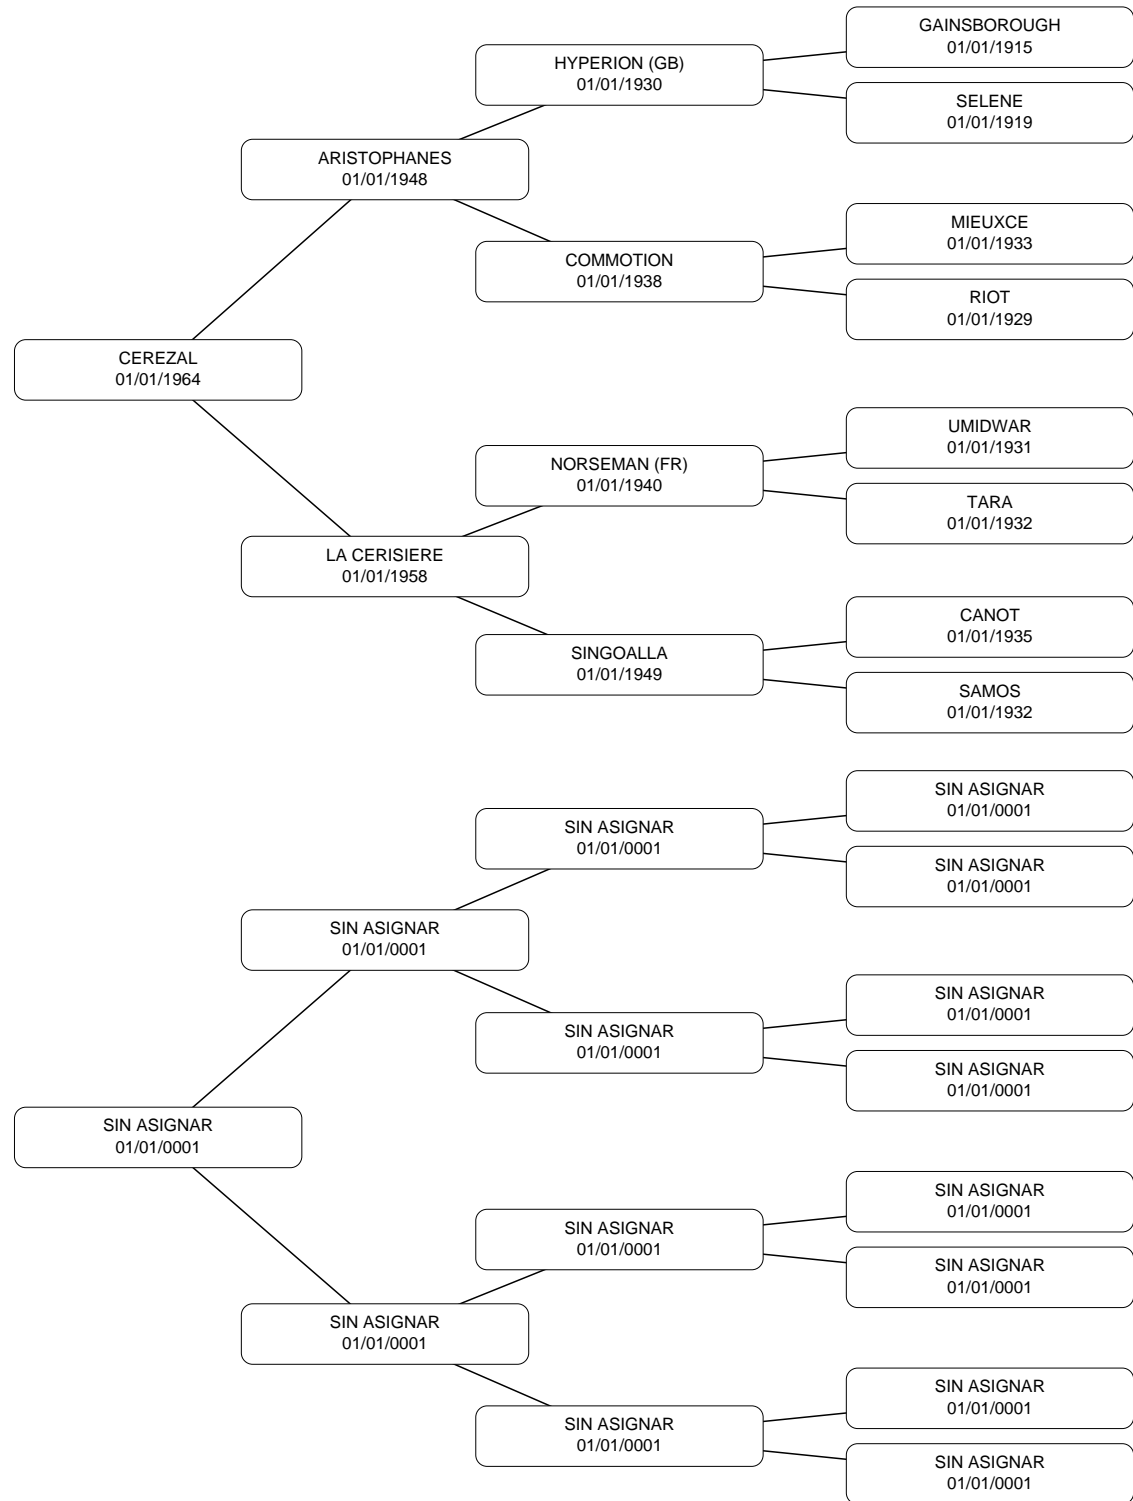 GAINSBOROUGH
01/01/1915
HYPERION (GB)
01/01/1930
SELENE
01/01/1919
ARISTOPHANES
01/01/1948
MIEUXCE
01/01/1933
COMMOTION
01/01/1938
RIOT
01/01/1929
CEREZAL
01/01/1964
UMIDWAR
01/01/1931
NORSEMAN (FR)
01/01/1940
TARA
01/01/1932
LA CERISIERE
01/01/1958
CANOT
01/01/1935
SINGOALLA
01/01/1949
SAMOS
01/01/1932
SIN ASIGNAR
01/01/0001
SIN ASIGNAR
01/01/0001
SIN ASIGNAR
01/01/0001
SIN ASIGNAR
01/01/0001
SIN ASIGNAR
01/01/0001
SIN ASIGNAR
01/01/0001
SIN ASIGNAR
01/01/0001
SIN ASIGNAR
01/01/0001
SIN ASIGNAR
01/01/0001
SIN ASIGNAR
01/01/0001
SIN ASIGNAR
01/01/0001
SIN ASIGNAR
01/01/0001
SIN ASIGNAR
01/01/0001
SIN ASIGNAR
01/01/0001
SIN ASIGNAR
01/01/0001